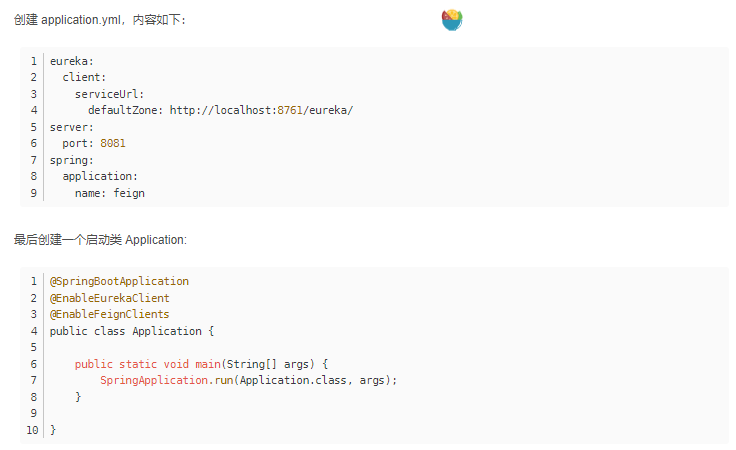 创建 application.yml，内容如下：
1 eureka:
2   client:
3     serviceUrl:
4       defaultZone: http://localhost:8761/eureka/
5 server:
6   port: 8081
7 spring:
8   application:
9     name: feign
最后创建一个启动类 Application:
1 @SpringBootApplication
2 @EnableEurekaClient
3 @EnableFeignClients
4 public class Application {
5
6     public static void main(String[] args) {
7         SpringApplication.run(Application.class, args);
8     }
9
10 }